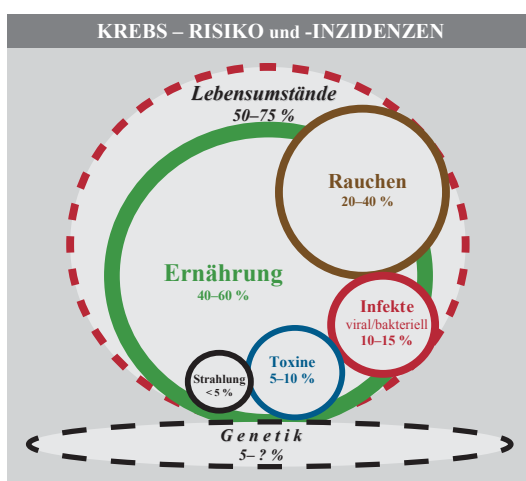 KREBS – RISIKO und -INZIDENZEN
Lebensumstände
50–75 %
Rauchen
20–40 %
Ernährung
40–60 %
Infekte
viral/bakteriell
10–15 %
Toxine
5–10 %
Strahlung
< 5 %
Genetik
5– ? %